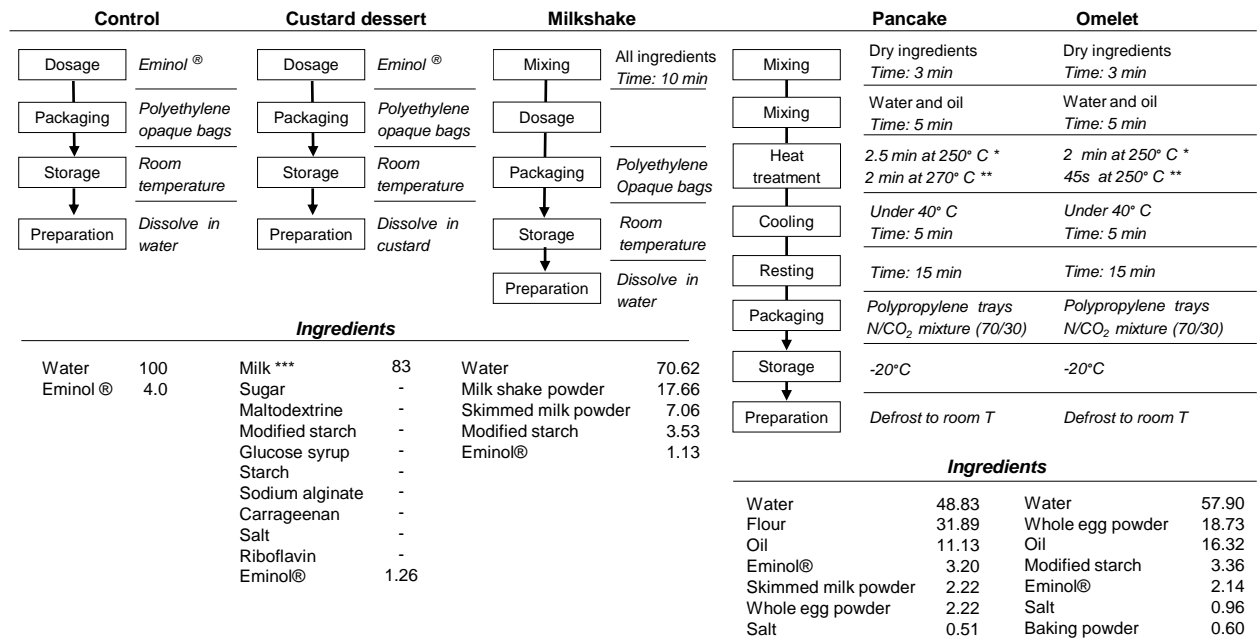 Control Custard dessert Milkshake Pancake Omelet
Dosage Eminol ®
Packaging Polyethylene
opaque bags
Storage Room
temperature
Preparation Dissolve in
water
Dosage Eminol ®
Packaging Polyethylene
opaque bags
Storage Room
temperature
Preparation Dissolve in
custard
Mixing All ingredients
Time: 10 min
Dosage
Packaging Polyethylene
Opaque bags
Storage Room
temperature
Preparation Dissolve in
water
Mixing Dry ingredients Dry ingredients
Time: 3 min Time: 3 min
Mixing Water and oil Water and oil
Time: 5 min Time: 5 min
Heat 2.5 min at 250° C * 2 min at 250° C *
treatment 2 min at 270° C ** 45s at 250° C **
Cooling Under 40° C Under 40° C
Time: 5 min Time: 5 min
Resting Time: 15 min Time: 15 min
Packaging Polypropylene trays Polypropylene trays
N/CO2 mixture (70/30) N/CO2 mixture (70/30)
Storage -20°C -20°C
Preparation Defrost to room T Defrost to room T
Ingredients
Water 100
Eminol ® 4.0
Milk *** 83
Sugar -
Maltodextrine -
Modified starch -
Glucose syrup -
Starch -
Sodium alginate -
Carrageenan -
Salt -
Riboflavin -
Eminol® 1.26
Water 70.62
Milk shake powder 17.66
Skimmed milk powder 7.06
Modified starch 3.53
Eminol® 1.13
Ingredients
Water 48.83
Flour 31.89
Oil 11.13
Eminol® 3.20
Skimmed milk powder 2.22
Whole egg powder 2.22
Salt 0.51
Water 57.90
Whole egg powder 18.73
Oil 16.32
Modified starch 3.36
Eminol® 2.14
Salt 0.96
Baking powder 0.60